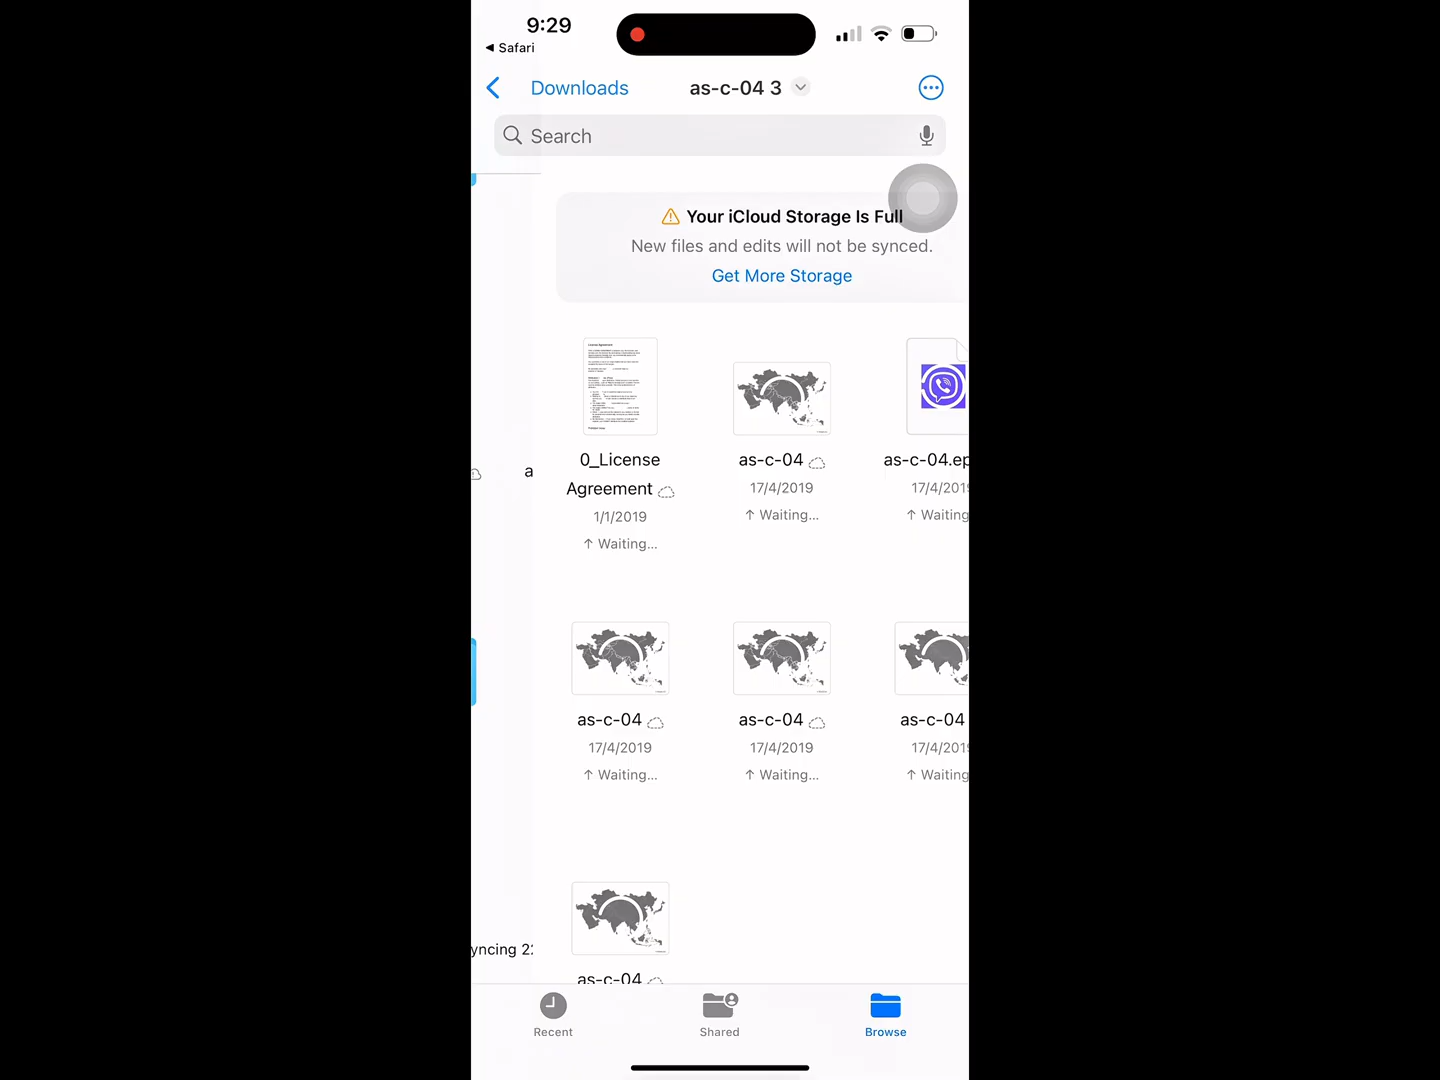 9:29
◀ Safari
Downloads
as-c-04 3
Search
Your iCloud Storage Is Full
New files and edits will not be synced.
Get More Storage
License Agreement
0_License
Agreement
1/1/2019
↑ Waiting...
as-c-04
17/4/2019
↑ Waiting...
as-c-04.ep
17/4/201
↑ Waiting
a
as-c-04
17/4/2019
↑ Waiting...
as-c-04
17/4/2019
↑ Waiting...
as-c-04
17/4/201
↑ Waiting
yncing 22
as-c-04
Recent
Shared
Browse